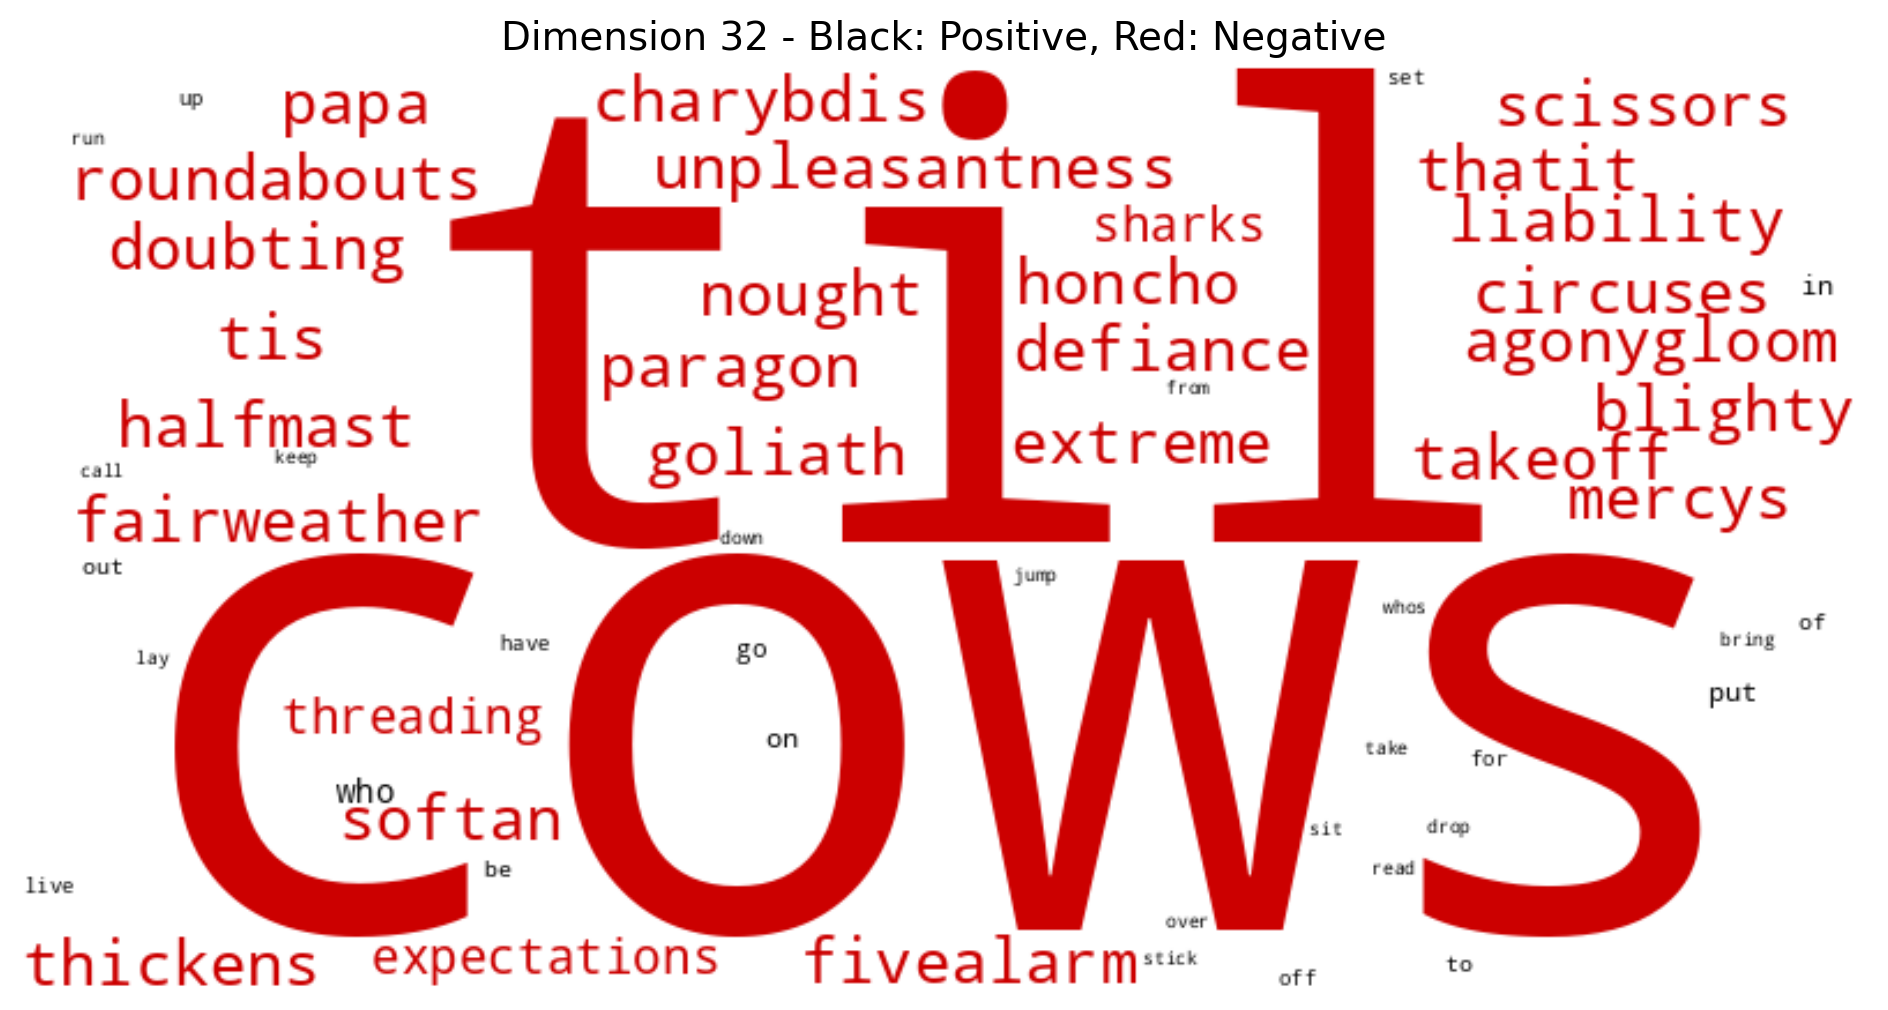 Dimension 32 - Black: Positive, Red: Negative
til
cows
up
papa
charybdis
set
scissors
run
roundabouts
unpleasantness
thatit
doubting
sharks
liability
nought
honcho
circuses
in
tis
paragon
defiance
agonygloom
from
halfmast
goliath
extreme
blighty
keep
call
takeoff
fairweather
mercys
down
out
jump
whos
of
lay
have
go
bring
put
threading
on
take
for
who
softan
sit
drop
be
read
live
over
thickens
expectations
fivealarm
stick
off
to